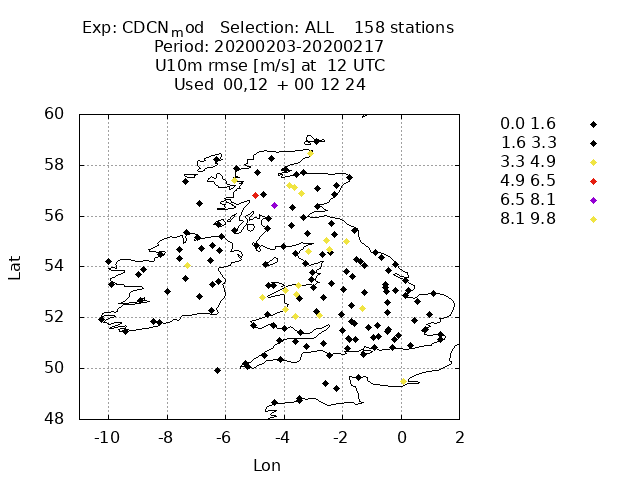 Exp: CDCNmod Selection: ALL 158 stations
Period: 20200203-20200217
U10m rmse [m/s] at 12 UTC
Used 00,12 + 00 12 24
60
58
56
54
52
50
48
Lat
-10 -8 -6 -4 -2 0 2
Lon
0.0 1.6
1.6 3.3
3.3 4.9
4.9 6.5
6.5 8.1
8.1 9.8